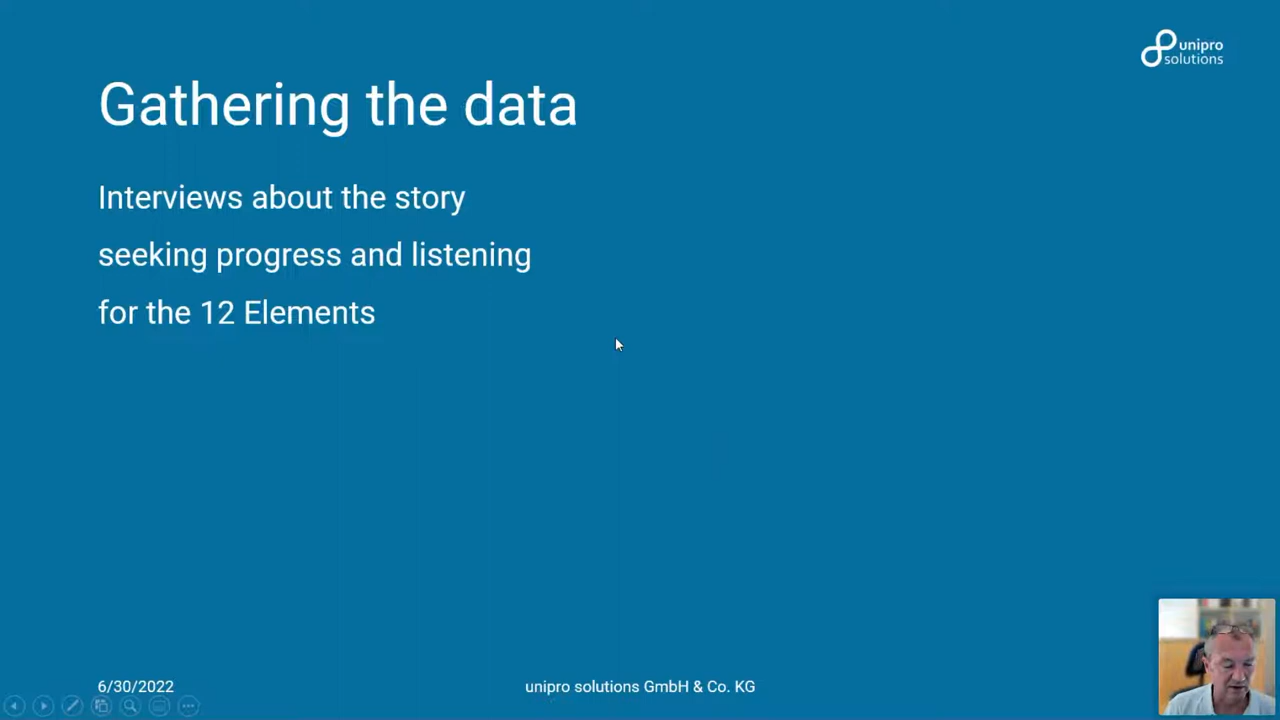 unipro
solutions
Gathering the data
Interviews about the story
seeking progress and listening
for the 12 Elements
6/30/2022
unipro solutions GmbH & Co. KG